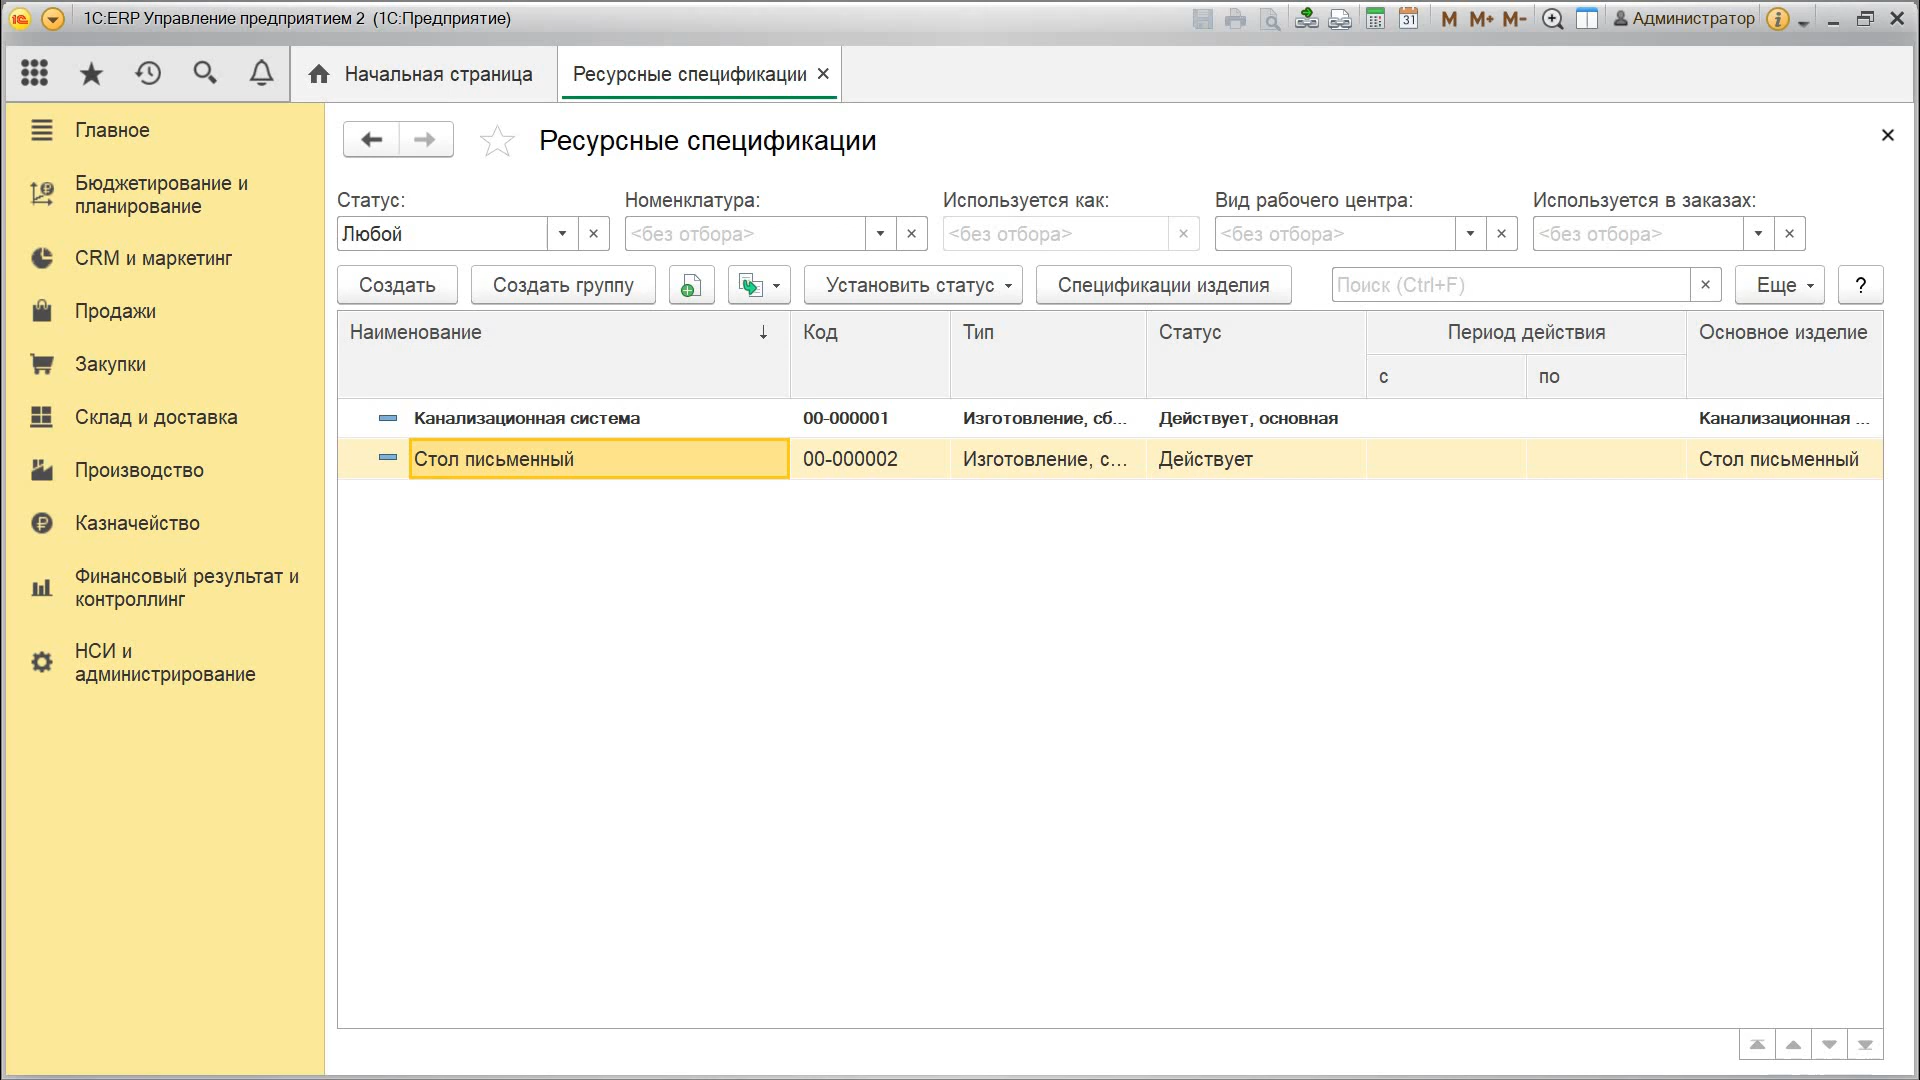 1С:ERP Управление предприятием 2 (1С:Предприятие)
31 M M+ M- Администратор
Начальная страница
Ресурсные спецификации
Главное
Бюджетирование и
планирование
CRM и маркетинг
Продажи
Закупки
Склад и доставка
Производство
Казначейство
Финансовый результат и
контроллинг
НСИ и
администрирование
Ресурсные спецификации
Статус: Номенклатура: Используется как: Вид рабочего центра: Используется в заказах:
Любой <без отбора> <без отбора> <без отбора> <без отбора>
Создать Создать группу Установить статус Спецификации изделия Поиск (Ctrl+F) Еще ?
Наименование Код Тип Статус Период действия Основное изделие
с по
Канализационная система 00-000001 Изготовление, сб... Действует, основная Канализационная ...
Стол письменный 00-000002 Изготовление, с... Действует Стол письменный